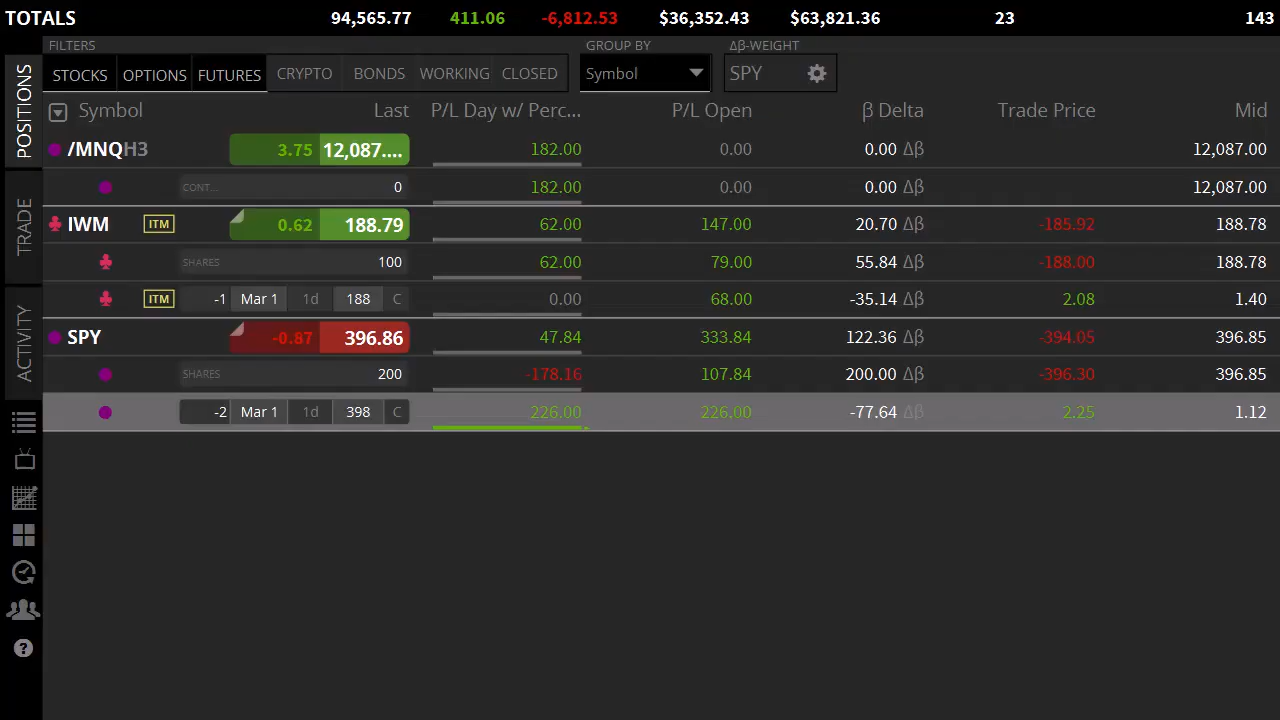 TOTALS 94,565.77 411.06 -6,812.53 $36,352.43 $63,821.36 23 143
FILTERS GROUP BY Δβ-WEIGHT
STOCKS OPTIONS FUTURES CRYPTO BONDS WORKING CLOSED Symbol SPY
POSITIONS
TRADE
ACTIVITY
Symbol Last P/L Day w/ Perc... P/L Open β Delta Trade Price Mid
/MNQH3 3.75 12,087.... 182.00 0.00 0.00 Δβ 12,087.00
CONT... 0 182.00 0.00 0.00 Δβ 12,087.00
IWM ITM 0.62 188.79 62.00 147.00 20.70 Δβ -185.92 188.78
SHARES 100 62.00 79.00 55.84 Δβ -188.00 188.78
ITM -1 Mar 1 1d 188 C 0.00 68.00 -35.14 Δβ 2.08 1.40
SPY -0.87 396.86 47.84 333.84 122.36 Δβ -394.05 396.85
SHARES 200 -178.16 107.84 200.00 Δβ -396.30 396.85
-2 Mar 1 1d 398 C 226.00 226.00 -77.64 Δβ 2.25 1.12
?